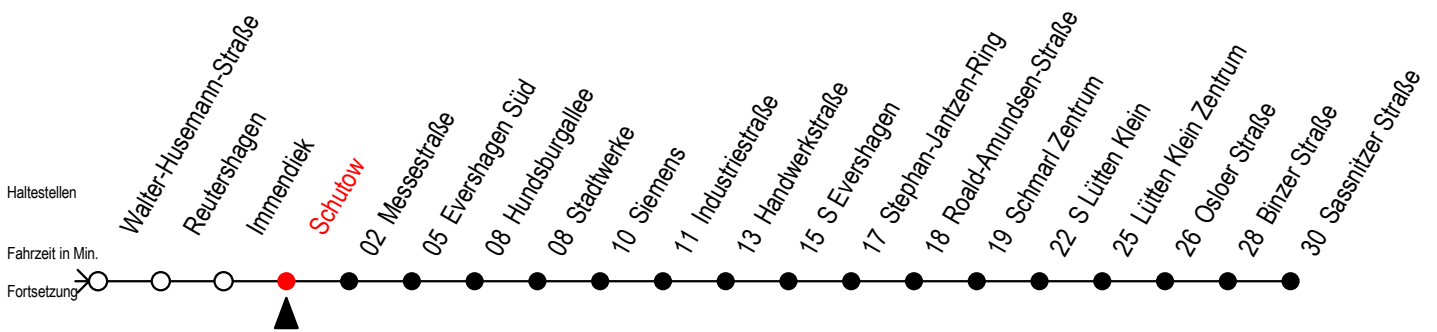 Haltestellen
Fahrzeit in Min.
Fortsetzung
Walter-Husemann-Straße
Reutershagen
Immendiek
Schutow
02 Messestraße
05 Evershagen Süd
08 Hundsburgallee
08 Stadtwerke
10 Siemens
11 Industriestraße
13 Handwerkstraße
15 S Evershagen
17 Stephan-Jantzen-Ring
18 Roald-Amundsen-Straße
19 Schmarl Zentrum
22 S Lütten Klein
25 Lütten Klein Zentrum
26 Osloer Straße
28 Binzer Straße
30 Sassnitzer Straße